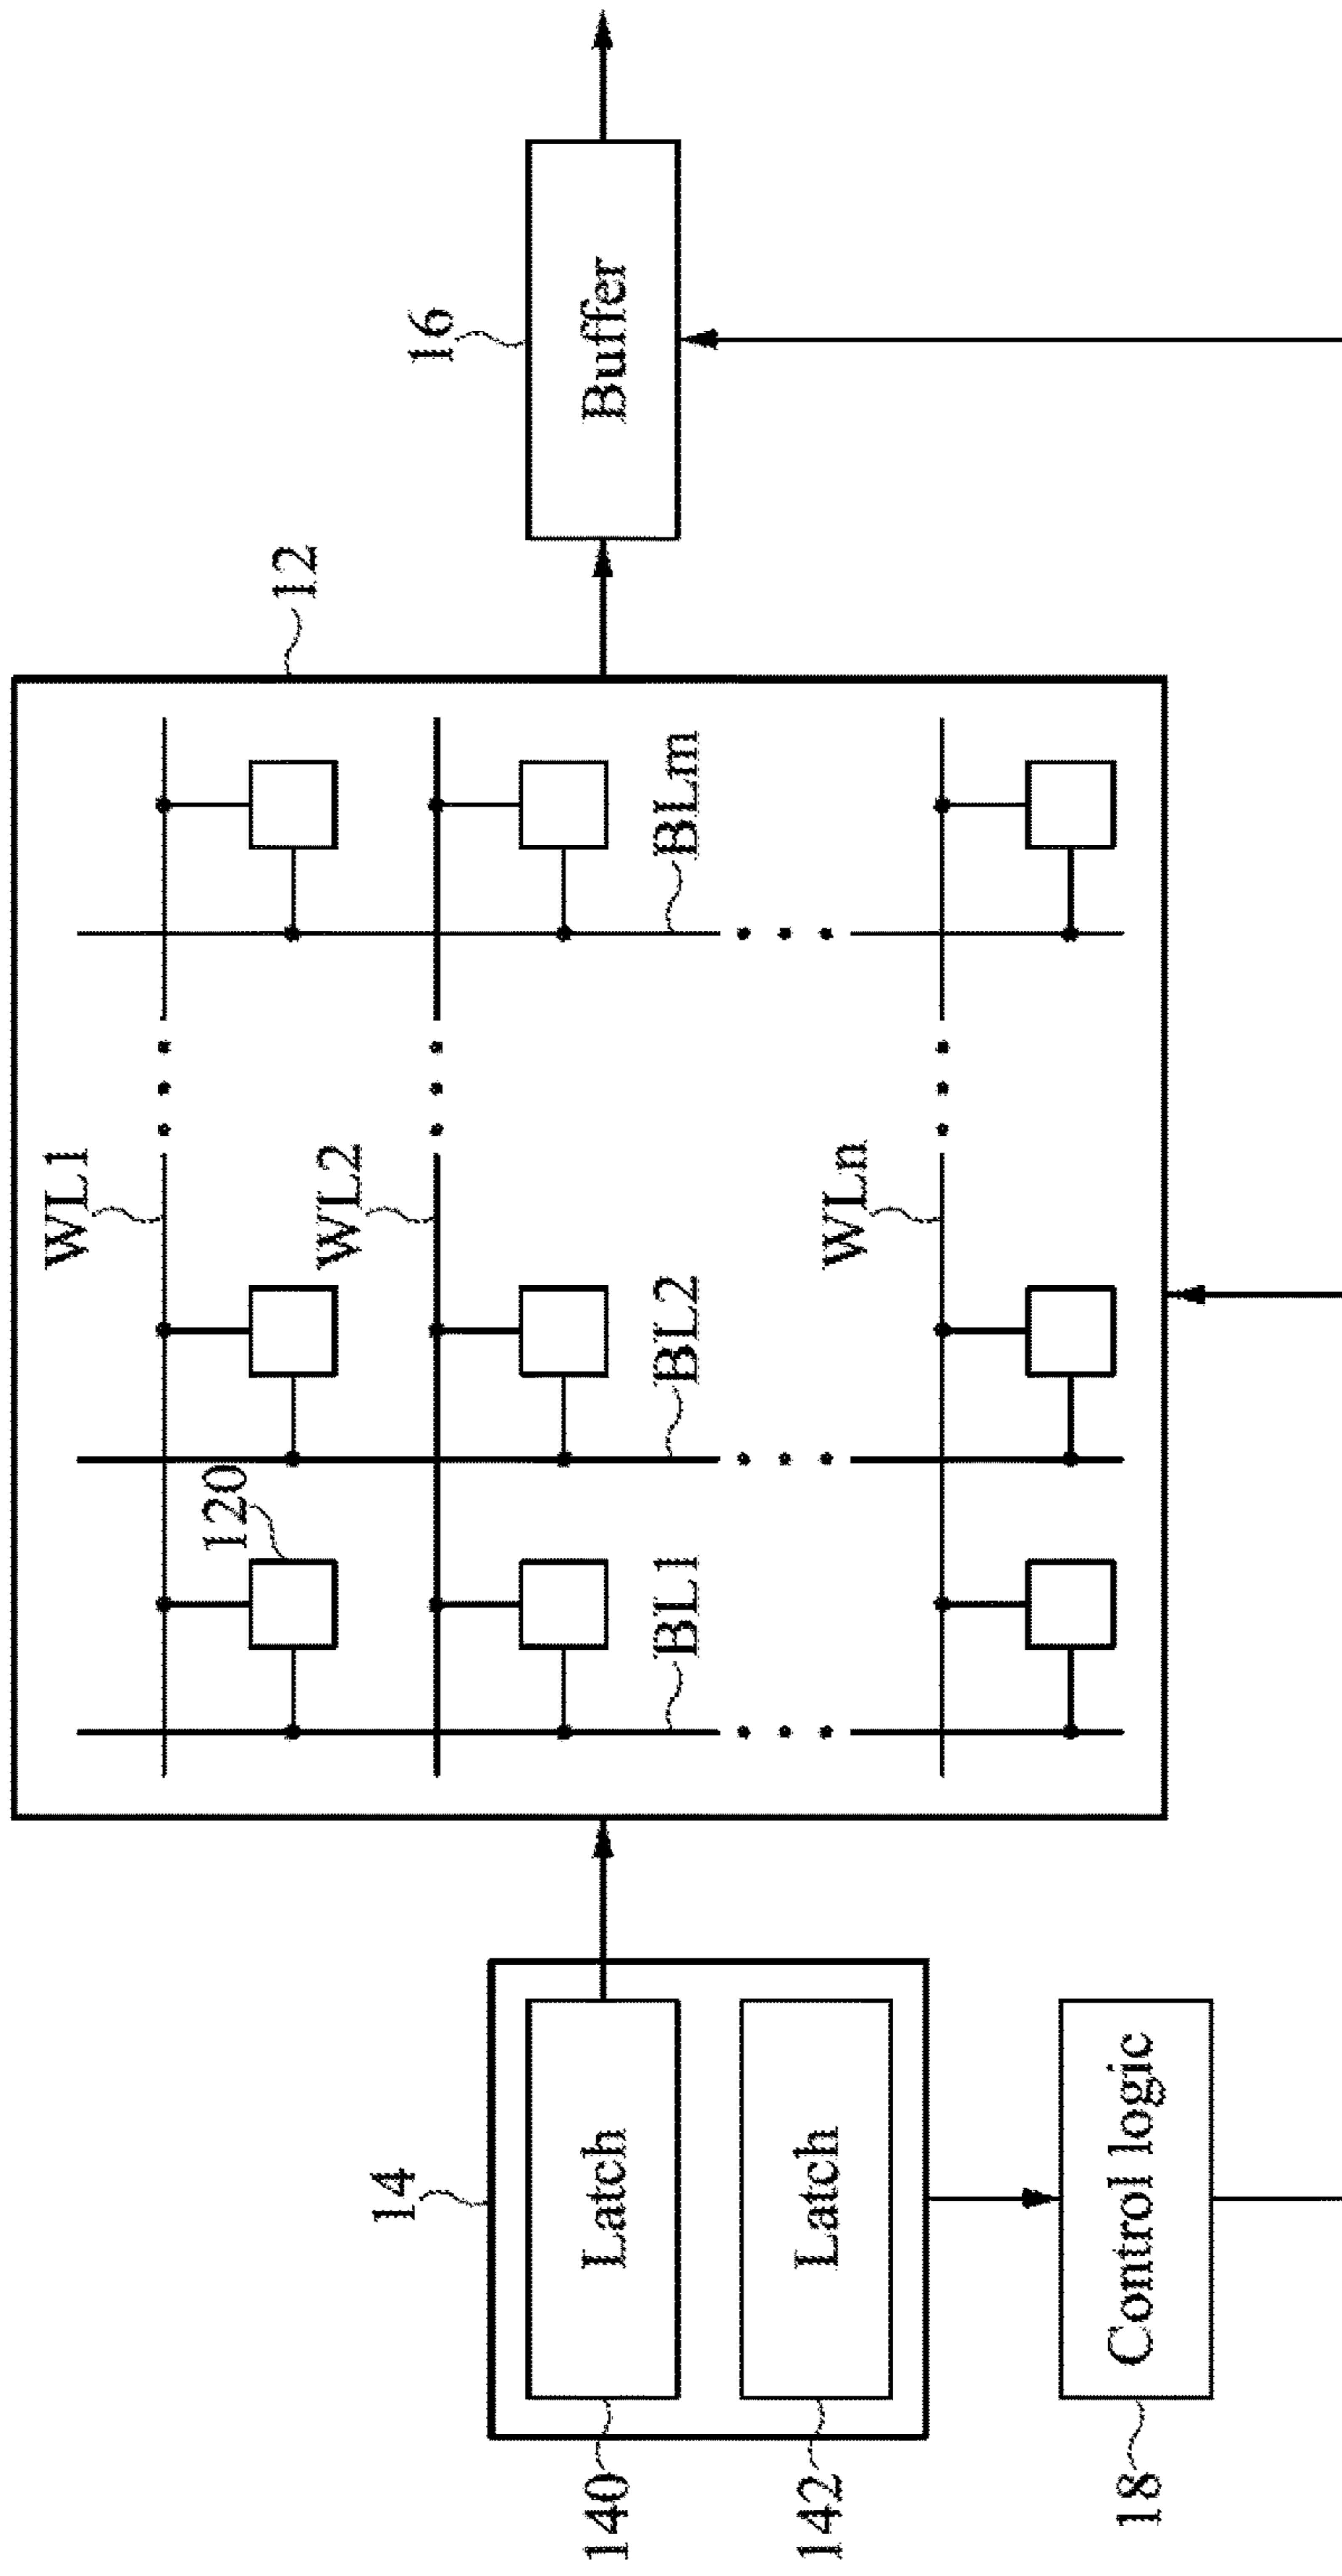 14
Latch
140
Latch
142
Control logic
18
12
WL1
120
WL2
BL1
BL2
BLm
WLn
16
Buffer